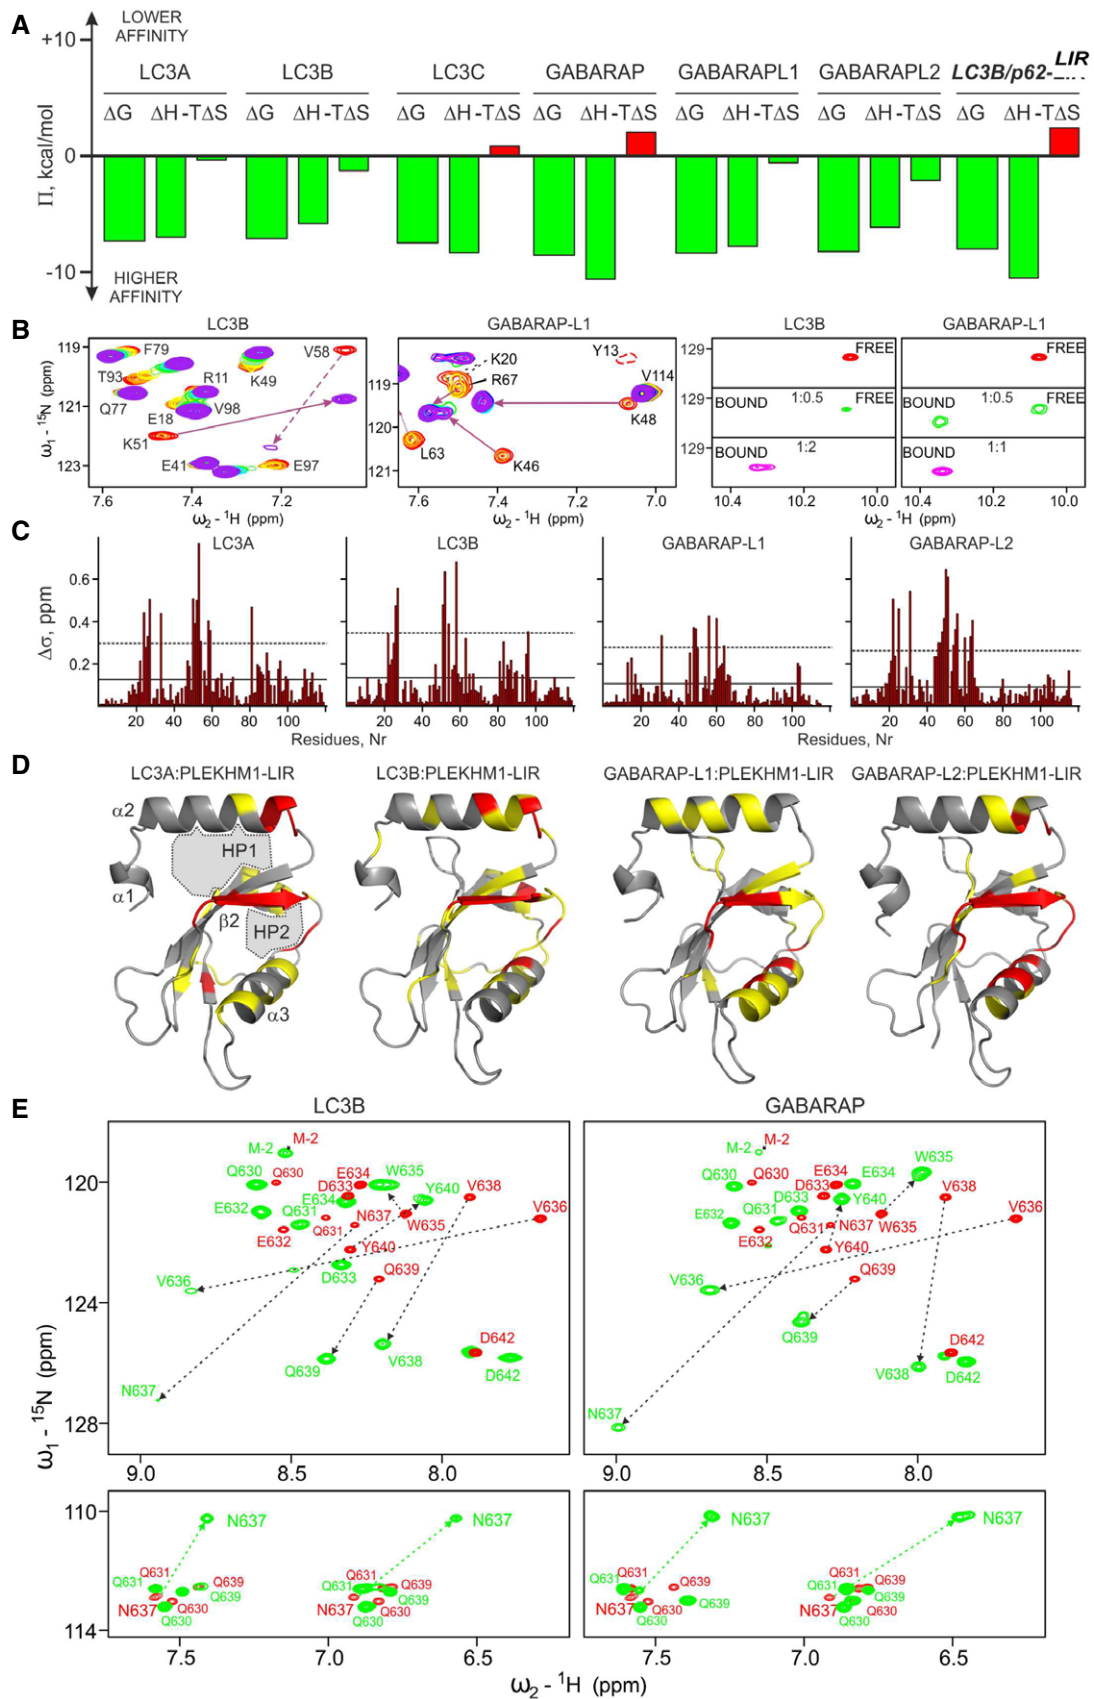 A
LOWER
AFFINITY
+10
0
-10
Π, kcal/mol
HIGHER
AFFINITY
LC3A
LC3B
LC3C
GABARAP
GABARAPL1
GABARAPL2
LC3B/p62-LIR
LIR
ΔG ΔH -TΔS
ΔG ΔH -TΔS
ΔG ΔH -TΔS
ΔG ΔH -TΔS
ΔG ΔH -TΔS
ΔG ΔH -TΔS
ΔG ΔH -TΔS
B
LC3B
GABARAP-L1
LC3B
GABARAP-L1
ω1 - 15N (ppm)
119
121
123
F79
V58
T93
R11
K49
Q77
E18
V98
K51
E41
E97
7.6
7.4
7.2
ω2 - 1H (ppm)
119
120
121
K20
R67
Y13
V114
K48
L63
K46
7.6
7.4
7.2
7.0
ω2 - 1H (ppm)
129
FREE
129
FREE
BOUND
1:0.5
129
BOUND
1:2
10.4
10.2
10.0
FREE
FREE
BOUND
1:0.5
BOUND
1:1
10.4
10.2
10.0
ω2 - 1H (ppm)
C
LC3A
LC3B
GABARAP-L1
GABARAP-L2
Δσ, ppm
0.6
0.4
0.2
20 40 60 80 100
20 40 60 80 100
20 40 60 80 100
20 40 60 80 100
Residues, Nr
Residues, Nr
D
LC3A:PLEKHM1-LIR
LC3B:PLEKHM1-LIR
GABARAP-L1:PLEKHM1-LIR
GABARAP-L2:PLEKHM1-LIR
α2
HP1
α1
β2
HP2
α3
E
LC3B
GABARAP
ω1 - 15N (ppm)
120
124
128
M-2
M-2
Q630
Q630
E634
D633
W635
E634
Y640
V638
V636
E632
Q631
Q631
N637
W635
E632
Y640
V636
D633
Q639
Q639
V638
D642
D642
N637
9.0
8.5
8.0
M-2
M-2
W635
Q630
Q630
E634
D633
E634
D633
Y640
V638
V636
E632
Q631
Q631
N637
W635
E632
Y640
V636
Q639
Q639
D642
V638
D642
N637
9.0
8.5
8.0
110
114
N637
N637
Q631
Q631
Q639
Q639
N637
Q630
Q630
Q631
Q631
Q639
Q639
N637
Q630
Q630
7.5
7.0
6.5
N637
N637
Q631
Q631
Q639
Q639
N637
Q630
Q630
Q631
Q631
Q639
Q639
N637
Q630
Q630
7.5
7.0
6.5
ω2 - 1H (ppm)